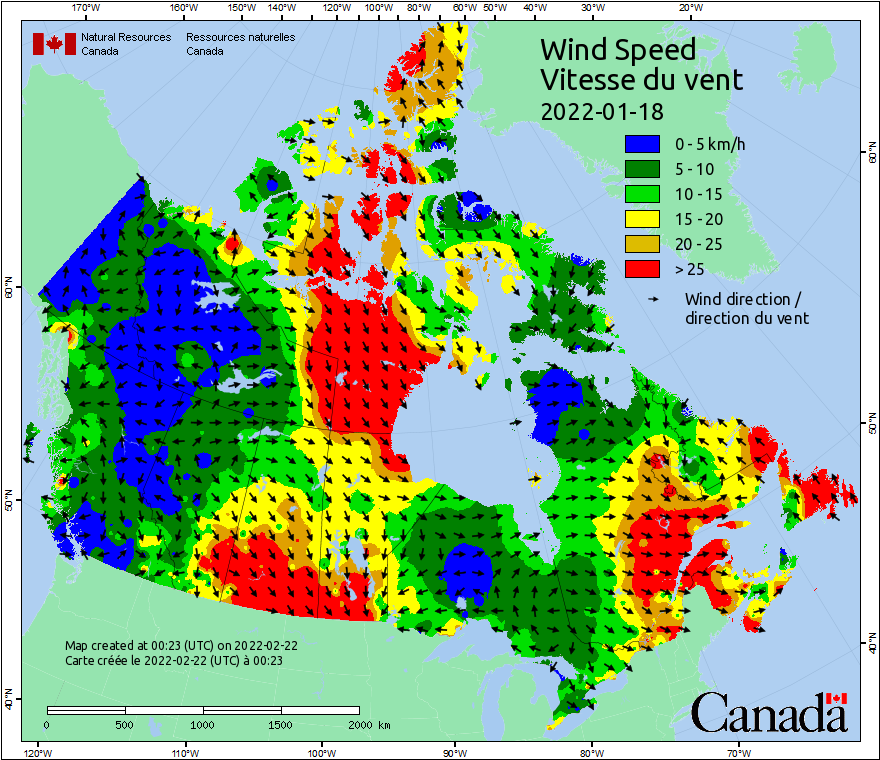 170°W 160°W 150°W 140°W 120°W 110°W 100°W 80°W 60°W 50°W 40°W 30°W 20°W
Natural Resources Canada
Ressources naturelles Canada
Wind Speed
Vitesse du vent
2022-01-18
0 - 5 km/h
5 - 10
10 - 15
15 - 20
20 - 25
> 25
Wind direction /
direction du vent
60°N
50°N
40°N
60°N
50°N
40°N
Map created at 00:23 (UTC) on 2022-02-22
Carte créée le 2022-02-22 (UTC) à 00:23
0 500 1000 1500 2000 km
Canada
120°W 110°W 100°W 90°W 80°W 70°W